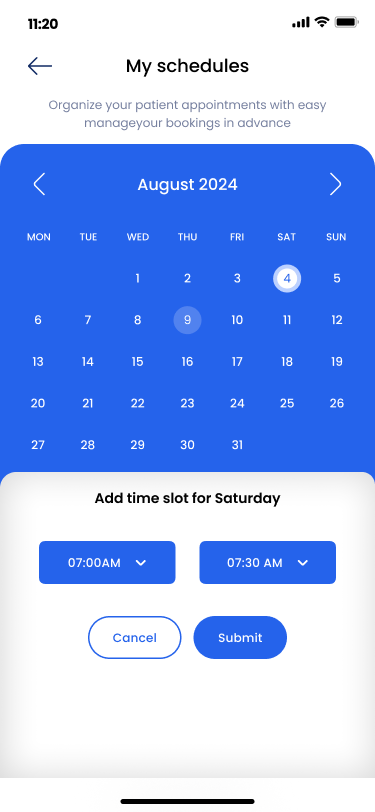 11:20
My schedules
Organize your patient appointments with easy
manageyour bookings in advance
August 2024
MON TUE WED THU FRI SAT SUN
1 2 3 4 5
6 7 8 9 10 11 12
13 14 15 16 17 18 19
20 21 22 23 24 25 26
27 28 29 30 31
Add time slot for Saturday
07:00AM 07:30 AM
Cancel Submit